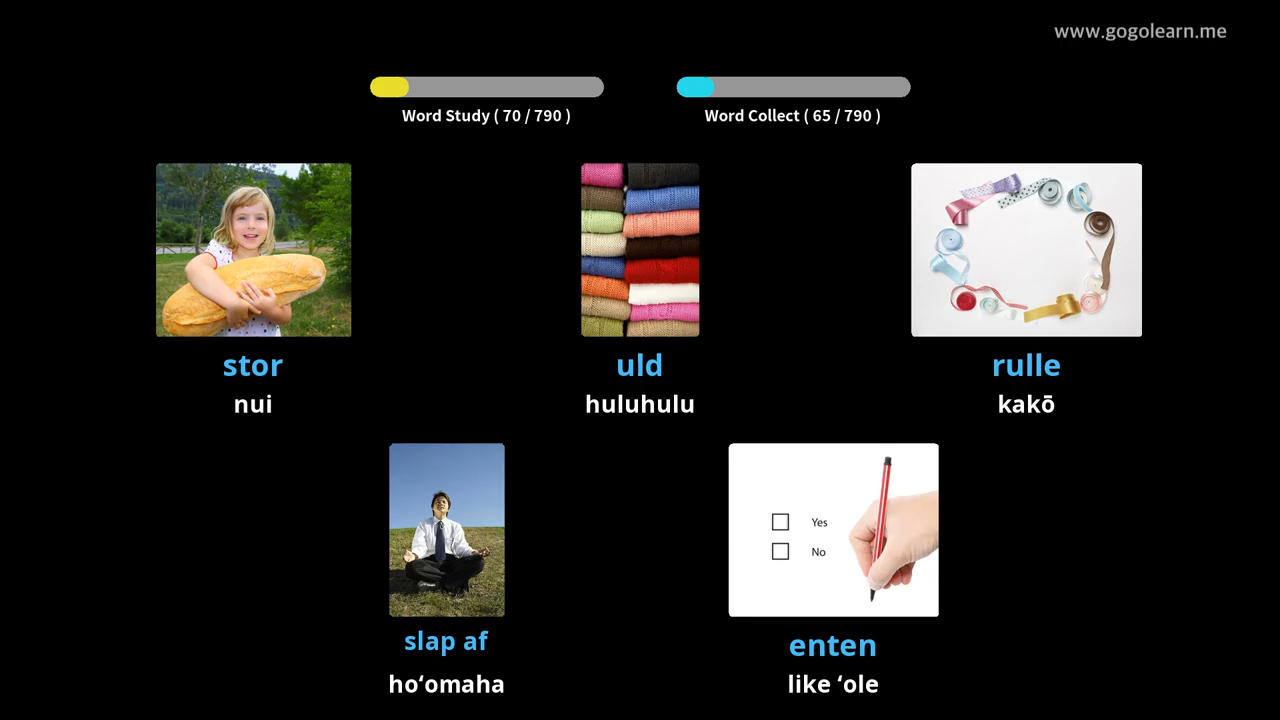 www.gogolearn.me
Word Study ( 70 / 790 )
Word Collect ( 65 / 790 )
stor
nui
uld
huluhulu
rulle
kakō
slap af
hoʻomaha
Yes
No
enten
like ʻole